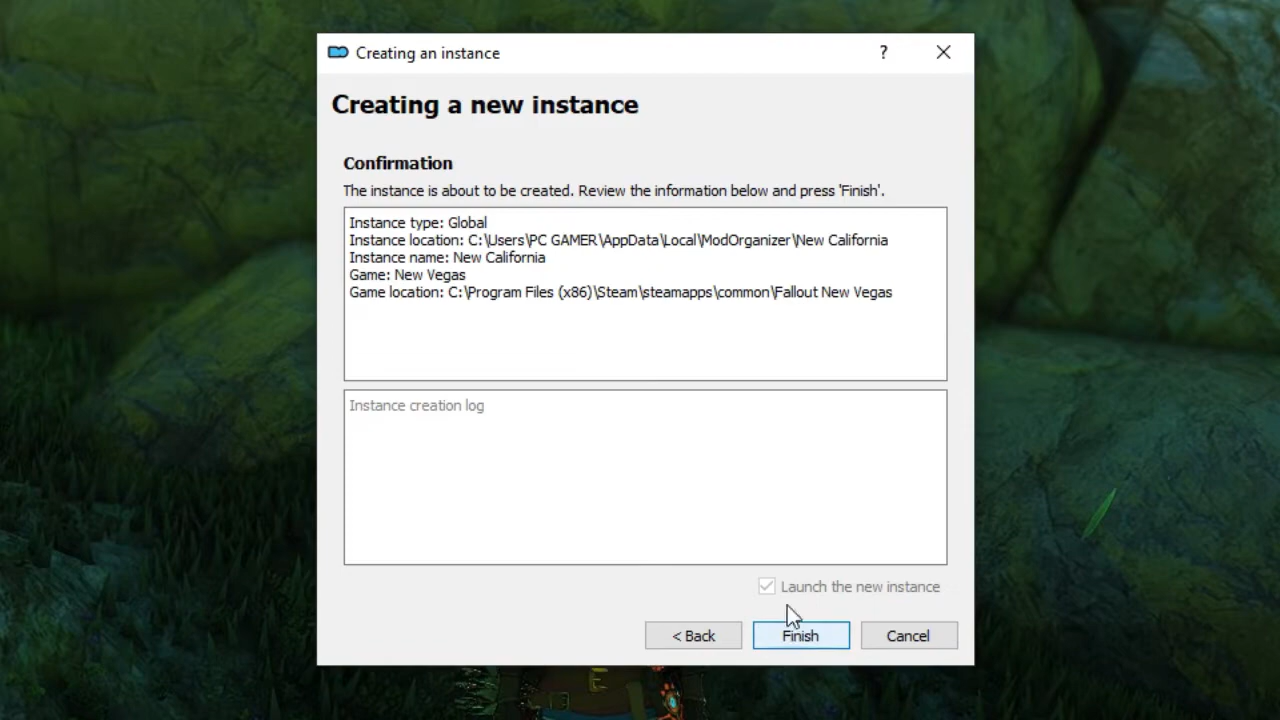 Creating an instance
?
Creating a new instance
Confirmation
The instance is about to be created. Review the information below and press 'Finish'.
Instance type: Global
Instance location: C:\Users\PC GAMER\AppData\Local\ModOrganizer\New California
Instance name: New California
Game: New Vegas
Game location: C:\Program Files (x86)\Steam\steamapps\common\Fallout New Vegas
Instance creation log
Launch the new instance
< Back Finish Cancel